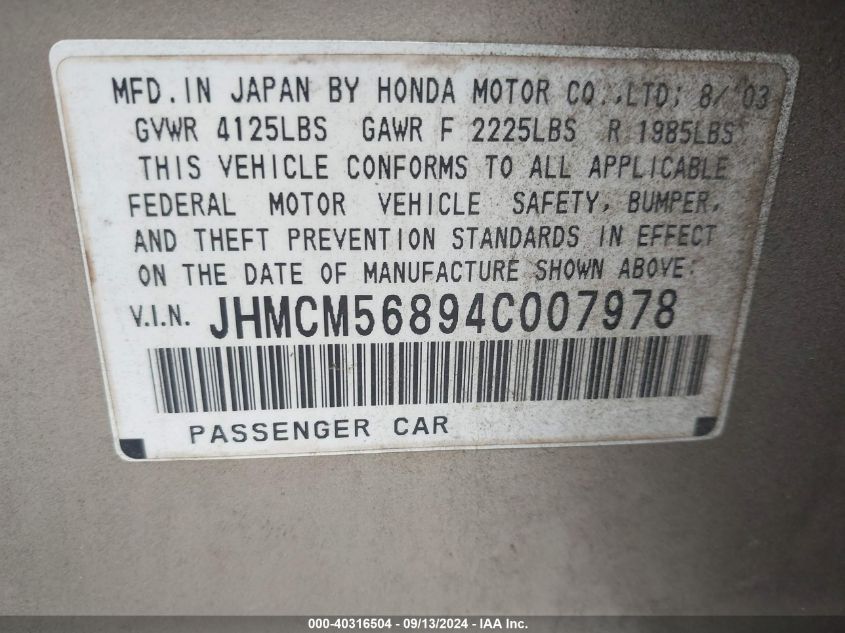 MFD. IN JAPAN BY HONDA MOTOR CO.,LTD; 8/'03
GVWR 4125LBS GAWR F 2225LBS R 1985LBS
THIS VEHICLE CONFORMS TO ALL APPLICABLE
FEDERAL MOTOR VEHICLE SAFETY, BUMPER,
AND THEFT PREVENTION STANDARDS IN EFFECT
ON THE DATE OF MANUFACTURE SHOWN ABOVE:
V.I.N. JHMCM56894C007978
PASSENGER CAR
000-40316504 - 09/13/2024 - IAA Inc.